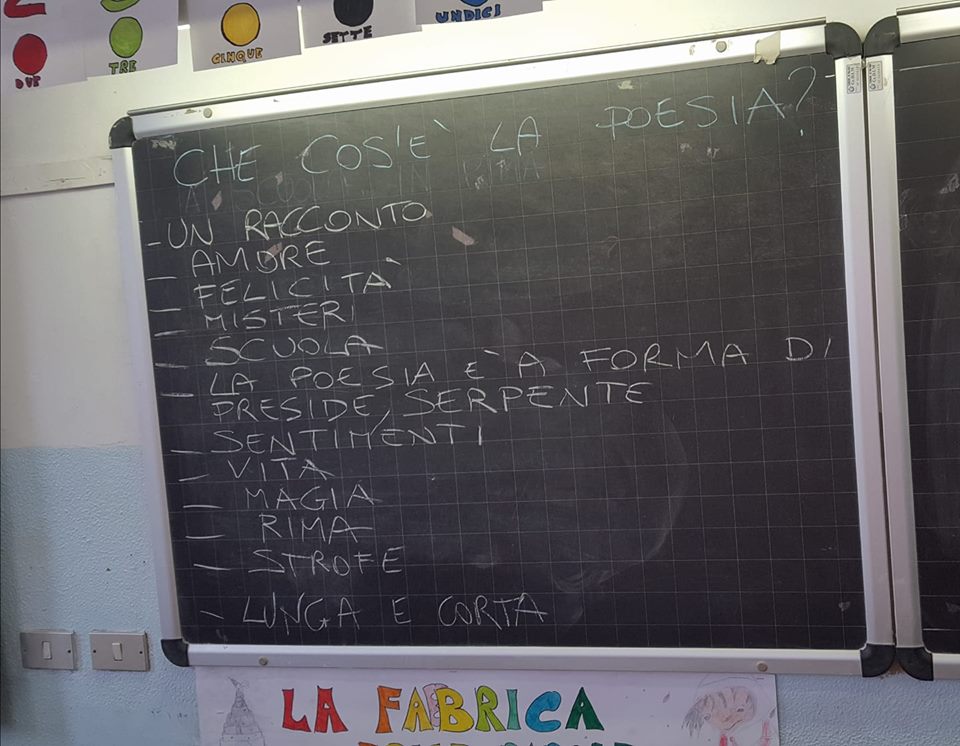 DUE
TRE
CINQUE
SETTE
UNDICI
CHE COS'E` LA POESIA?
-UN RACCONTO
- AMORE
- FELICITÀ
- MISTERI
- SCUOLA
- LA POESIA E` A FORMA DI
PRESIDE, SERPENTE
- SENTIMENTI
- VITA
- MAGIA
- RIMA
- STROFE
- LUNGA E CORTA
LA FABRICA